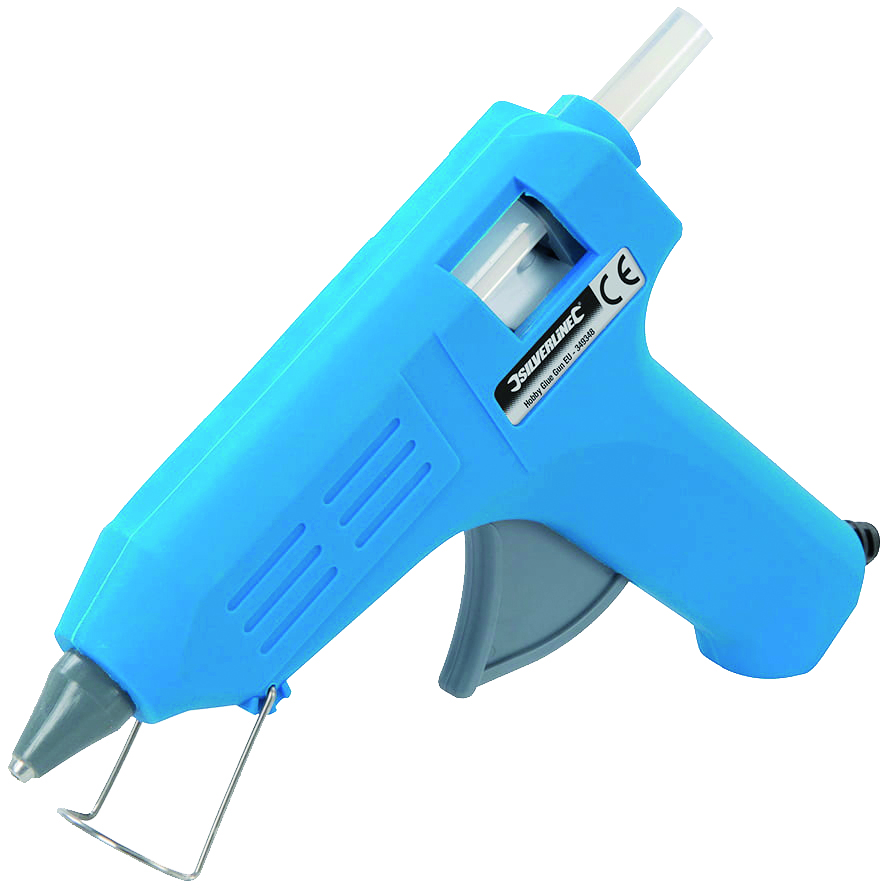 SILVERLINE
Hobby Glue Gun EU - 349348
CE